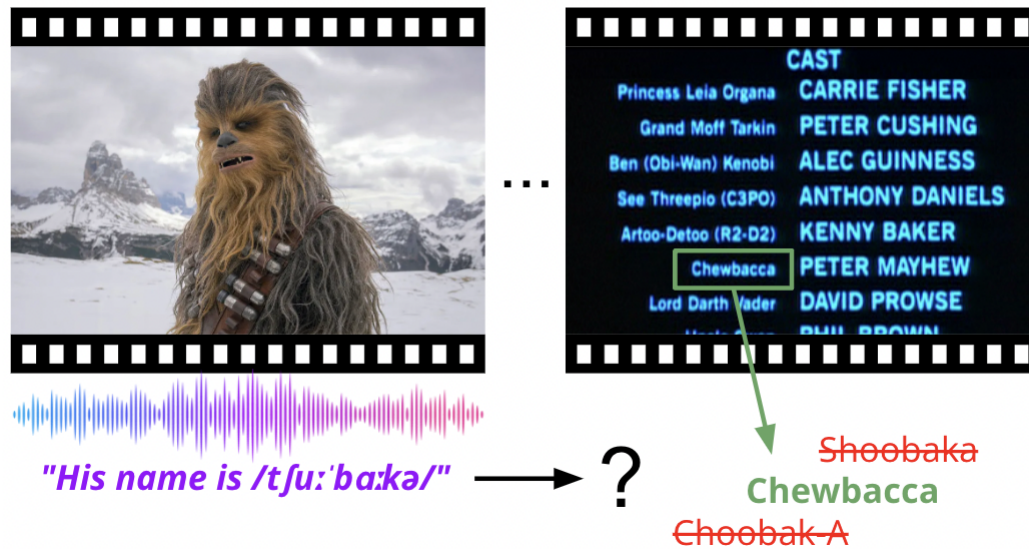 CAST
Princess Leia Organa CARRIE FISHER
Grand Moff Tarkin PETER CUSHING
Ben (Obi-Wan) Kenobi ALEC GUINNESS
See Threepio (C3PO) ANTHONY DANIELS
Artoo-Detoo (R2-D2) KENNY BAKER
Chewbacca PETER MAYHEW
Lord Darth Vader DAVID PROWSE
PHIL BROWN
...
"His name is /tʃuːˈbaːkə/"
?
Shoobaka
Chewbacca
Choobak-A